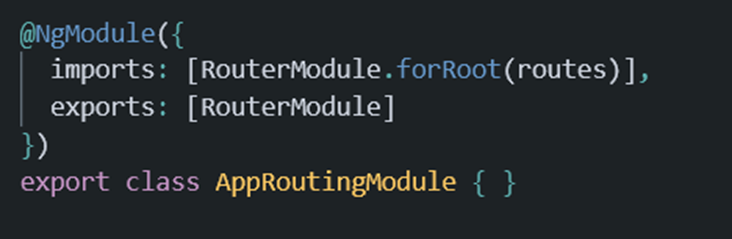 @NgModule({
  imports: [RouterModule.forRoot(routes)],
  exports: [RouterModule]
})
export class AppRoutingModule { }